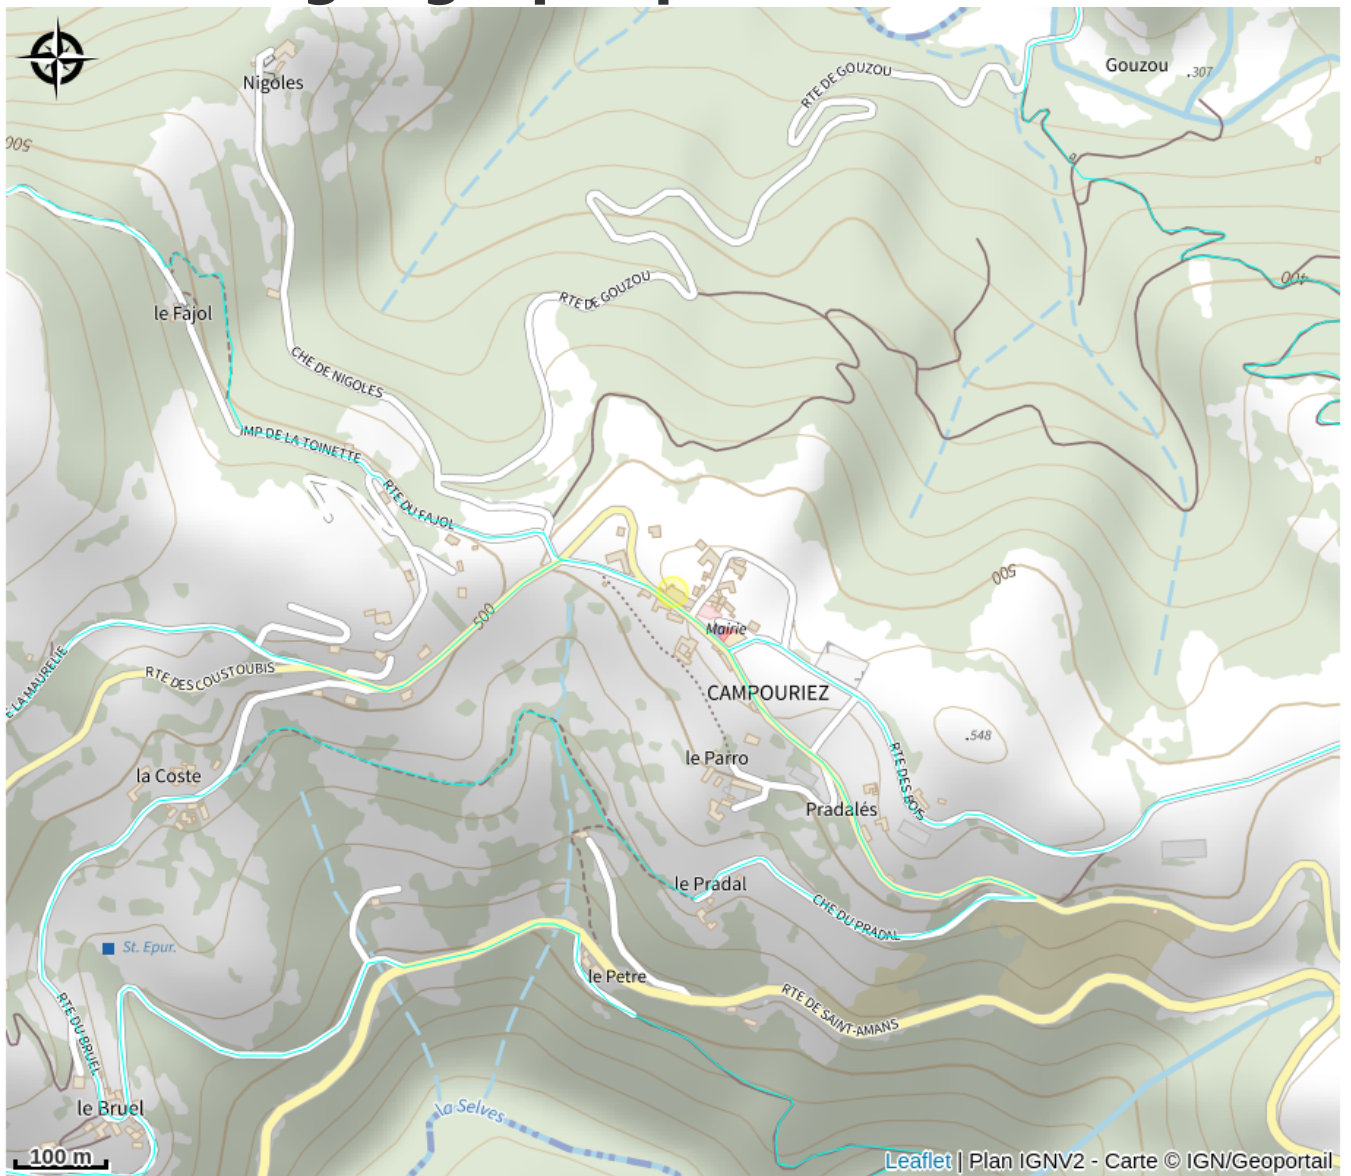 Gouzou
.307
Nigoles
RTE DE GOUZOU
500
400
le Fajol
RTE DE GOUZOU
CHE DE NIGOLES
IMP DE LA TOINETTE
RTE DU FAJOL
500
500
Mairie
E LA MAURELIE
RTE DES COUSTOUBIS
CAMPOURIEZ
.548
le Parro
RTE DES BOIS
la Coste
Pradalés
le Pradal
CHE DU PRADAL
St. Epur.
le Petre
RTE DE SAINT-AMANS
RTE DU BRUEL
le Bruel
la Selves
100 m
Leaflet | Plan IGNV2 - Carte © IGN/Geoportail